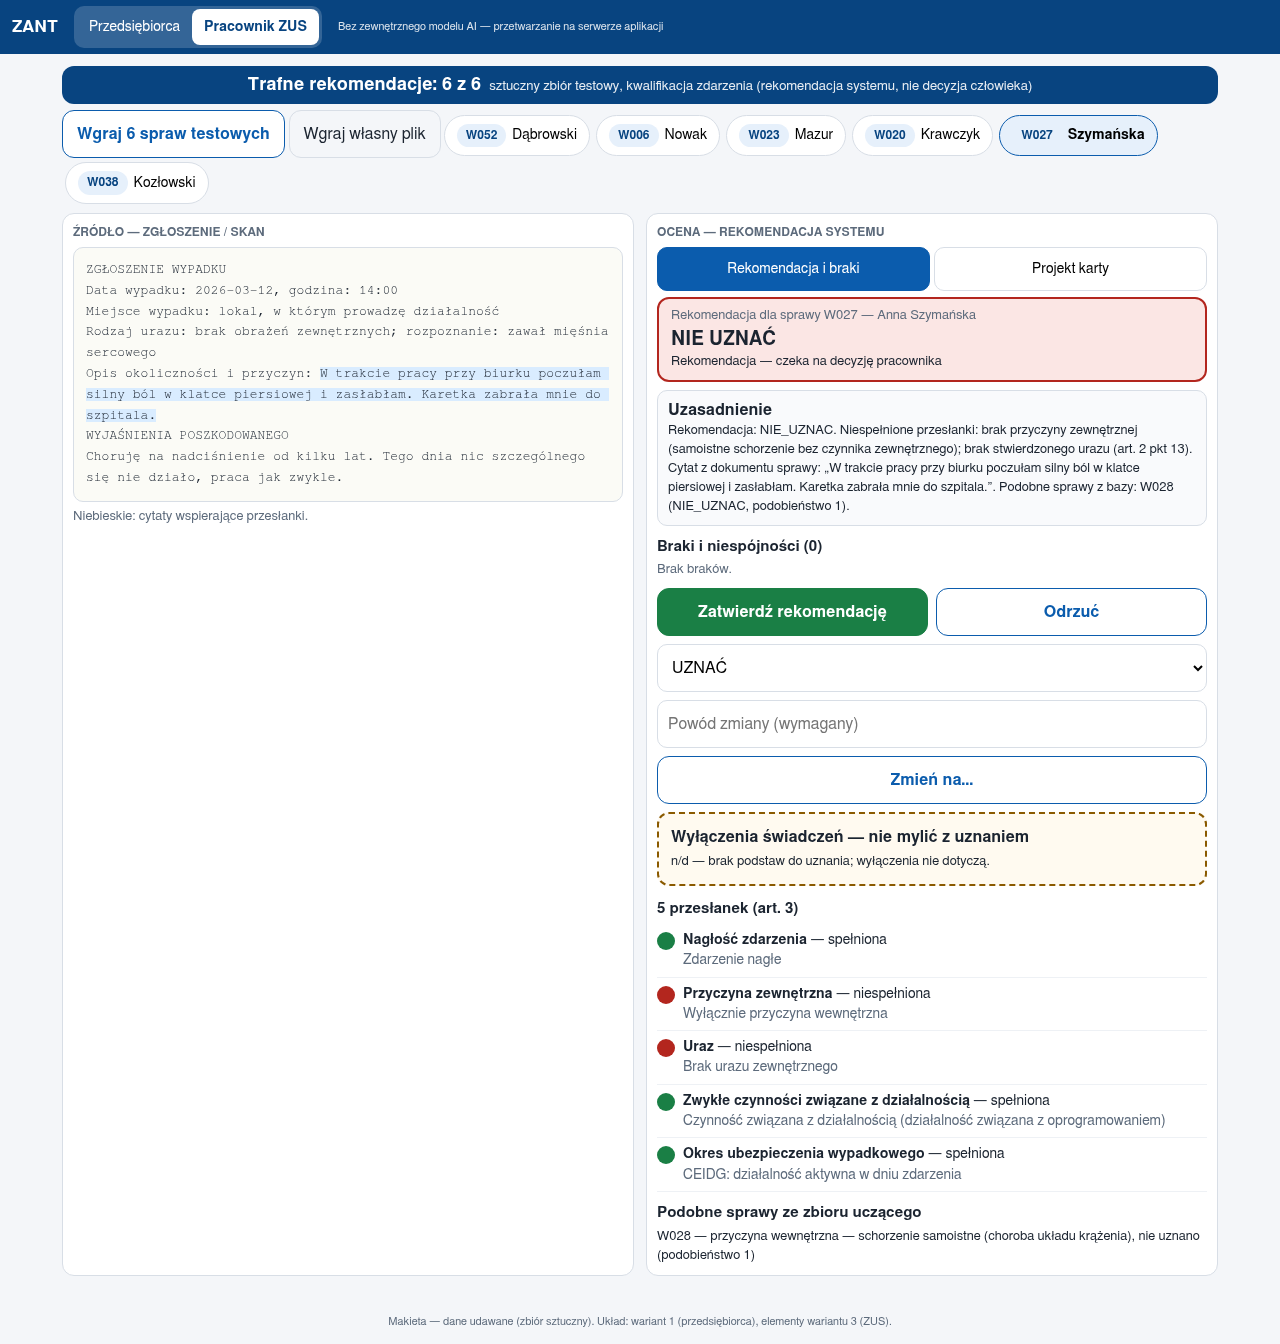 ZANT
Przedsiębiorca
Pracownik ZUS
Bez zewnętrznego modelu AI — przetwarzanie na serwerze aplikacji
Trafne rekomendacje: 6 z 6 sztuczny zbiór testowy, kwalifikacja zdarzenia (rekomendacja systemu, nie decyzja człowieka)
Wgraj 6 spraw testowych
Wgraj własny plik
W052 Dąbrowski
W006 Nowak
W023 Mazur
W020 Krawczyk
W027 Szymańska
W038 Kozłowski
ŹRÓDŁO — ZGŁOSZENIE / SKAN
ZGŁOSZENIE WYPADKU
Data wypadku: 2026-03-12, godzina: 14:00
Miejsce wypadku: lokal, w którym prowadzę działalność
Rodzaj urazu: brak obrażeń zewnętrznych; rozpoznanie: zawał mięśnia
sercowego
Opis okoliczności i przyczyn: W trakcie pracy przy biurku poczułam
silny ból w klatce piersiowej i zasłabłam. Karetka zabrała mnie do
szpitala.
WYJAŚNIENIA POSZKODOWANEGO
Choruję na nadciśnienie od kilku lat. Tego dnia nic szczególnego
się nie działo, praca jak zwykle.
Niebieskie: cytaty wspierające przesłanki.
OCENA — REKOMENDACJA SYSTEMU
Rekomendacja i braki
Projekt karty
Rekomendacja dla sprawy W027 — Anna Szymańska
NIE UZNAĆ
Rekomendacja — czeka na decyzję pracownika
Uzasadnienie
Rekomendacja: NIE_UZNAC. Niespełnione przesłanki: brak przyczyny zewnętrznej
(samoistne schorzenie bez czynnika zewnętrznego); brak stwierdzonego urazu (art. 2 pkt 13).
Cytat z dokumentu sprawy: „W trakcie pracy przy biurku poczułam silny ból w klatce
piersiowej i zasłabłam. Karetka zabrała mnie do szpitala.”. Podobne sprawy z bazy: W028
(NIE_UZNAC, podobieństwo 1).
Braki i niespójności (0)
Brak braków.
Zatwierdź rekomendację
Odrzuć
UZNAĆ
Powód zmiany (wymagany)
Zmień na...
Wyłączenia świadczeń — nie mylić z uznaniem
n/d — brak podstaw do uznania; wyłączenia nie dotyczą.
5 przesłanek (art. 3)
Nagłość zdarzenia — spełniona
Zdarzenie nagłe
Przyczyna zewnętrzna — niespełniona
Wyłącznie przyczyna wewnętrzna
Uraz — niespełniona
Brak urazu zewnętrznego
Zwykłe czynności związane z działalnością — spełniona
Czynność związana z działalnością (działalność związana z oprogramowaniem)
Okres ubezpieczenia wypadkowego — spełniona
CEIDG: działalność aktywna w dniu zdarzenia
Podobne sprawy ze zbioru uczącego
W028 — przyczyna wewnętrzna — schorzenie samoistne (choroba układu krążenia), nie uznano
(podobieństwo 1)
Makieta — dane udawane (zbiór sztuczny). Układ: wariant 1 (przedsiębiorca), elementy wariantu 3 (ZUS).